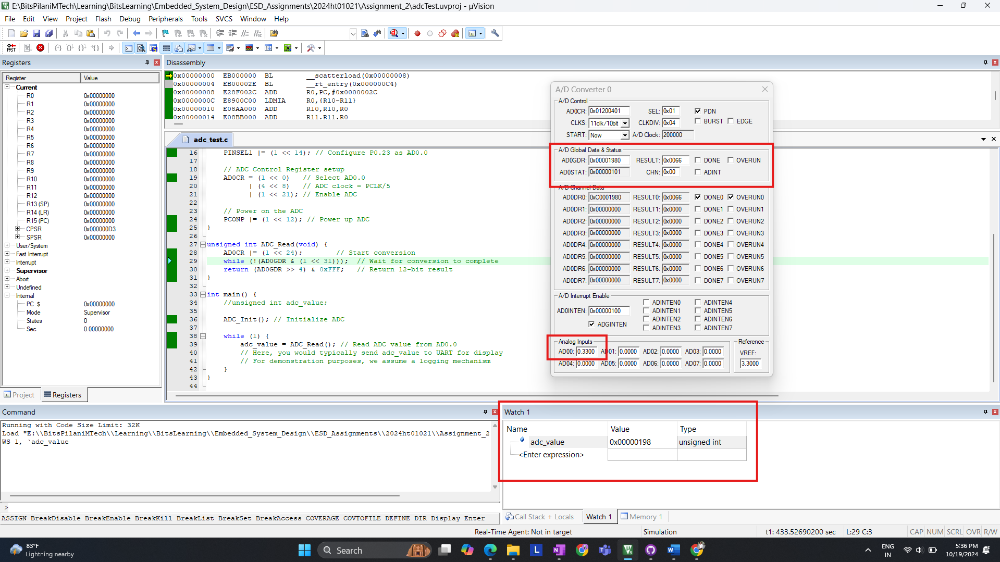 E:\BitsPilaniMTech\Learning\BitsLearning\Embedded_System_Design\ESD_Assignments\2024ht01021\Assignment_2\adcTest.uvproj - µVision
File Edit View Project Flash Debug Peripherals Tools SVCS Window Help
Registers
Register Value
Current
R0 0x00000000
R1 0x00000000
R2 0x00000000
R3 0x00000000
R4 0x00000000
R5 0x00000000
R6 0x00000000
R7 0x00000000
R8 0x00000000
R9 0x00000000
R10 0x00000000
R11 0x00000000
R12 0x00000000
R13 (SP) 0x00000000
R14 (LR) 0x00000000
R15 (PC) 0x00000000
CPSR 0x000000D3
SPSR 0x00000000
User/System
Fast Interrupt
Interrupt
Supervisor
Abort
Undefined
Internal
PC $ 0x00000000
Mode Supervisor
States 0
Sec 0.00000000
Project Registers
Disassembly
0x00000000 EB000000 BL __scatterload(0x00000008)
0x00000004 EB00002E BL __rt_entry(0x000000C4)
0x00000008 E28F002C ADD R0,PC,#0x0000002C
0x0000000C E8900C00 LDMIA R0,{R10-R11}
0x00000010 E08AA000 ADD R10,R10,R0
0x00000014 E08BB000 ADD R11,R11,R0
adc_test.c
16 PINSEL1 |= (1 << 14); // Configure P0.23 as AD0.0
17
18 // ADC Control Register setup
19 AD0CR = (1 << 0) // Select AD0.0
20 | (4 << 8) // ADC clock = PCLK/5
21 | (1 << 21); // Enable ADC
22
23 // Power on the ADC
24 PCONP |= (1 << 12); // Power up ADC
25 }
26
27 unsigned int ADC_Read(void) {
28 AD0CR |= (1 << 24); // Start conversion
29 while (!(AD0GDR & (1 << 31))); // Wait for conversion to complete
30 return (AD0GDR >> 4) & 0xFFF; // Return 12-bit result
31 }
32
33 int main() {
34 //unsigned int adc_value;
35
36 ADC_Init(); // Initialize ADC
37
38 while (1) {
39 adc_value = ADC_Read(); // Read ADC value from AD0.0
40 // Here, you would typically send adc_value to UART for display
41 // For demonstration purposes, we assume a logging mechanism
42 }
43 }
44
A/D Converter 0
A/D Control
AD0CR: 0x01200401 SEL: 0x01 PDN
CLKS: 11clk/10bit CLKDIV: 0x04 BURST EDGE
START: Now A/D Clock: 200000
A/D Global Data & Status
AD0GDR: 0x00001980 RESULT: 0x0066 DONE OVERUN
AD0STAT: 0x00000101 CHN: 0x00 ADINT
A/D Channel Data
AD0DR0: 0xC0001980 RESULT0: 0x0066 DONE0 OVERUN0
AD0DR1: 0x00000000 RESULT1: 0x0000 DONE1 OVERUN1
AD0DR2: 0x00000000 RESULT2: 0x0000 DONE2 OVERUN2
AD0DR3: 0x00000000 RESULT3: 0x0000 DONE3 OVERUN3
AD0DR4: 0x00000000 RESULT4: 0x0000 DONE4 OVERUN4
AD0DR5: 0x00000000 RESULT5: 0x0000 DONE5 OVERUN5
AD0DR6: 0x00000000 RESULT6: 0x0000 DONE6 OVERUN6
AD0DR7: 0x00000000 RESULT7: 0x0000 DONE7 OVERUN7
A/D Interrupt Enable
AD0INTEN: 0x00000100 ADGINTEN
ADINTEN0 ADINTEN4
ADINTEN1 ADINTEN5
ADINTEN2 ADINTEN6
ADINTEN3 ADINTEN7
Analog Inputs
AD00: 0.3300 AD01: 0.0000 AD02: 0.0000 AD03: 0.0000
AD04: 0.0000 AD05: 0.0000 AD06: 0.0000 AD07: 0.0000
Reference
VREF:
3.3000
Command
Running with Code Size Limit: 32K
Load "E:\\BitsPilaniMTech\\Learning\\BitsLearning\\Embedded_System_Design\\ESD_Assignments\\2024ht01021\\Assignment_2
WS 1, `adc_value
>
ASSIGN BreakDisable BreakEnable BreakKill BreakList BreakSet BreakAccess COVERAGE COVTOFILE DEFINE DIR Display Enter
Watch 1
Name Value Type
adc_value 0x00000198 unsigned int
<Enter expression>
Call Stack + Locals Watch 1 Memory 1
Real-Time Agent: Not in target Simulation t1: 433.52690200 sec L:29 C:3 CAP NUM SCRL OVR R/W
83°F
Lightning nearby
Search
ENG
IN
5:36 PM
10/19/2024